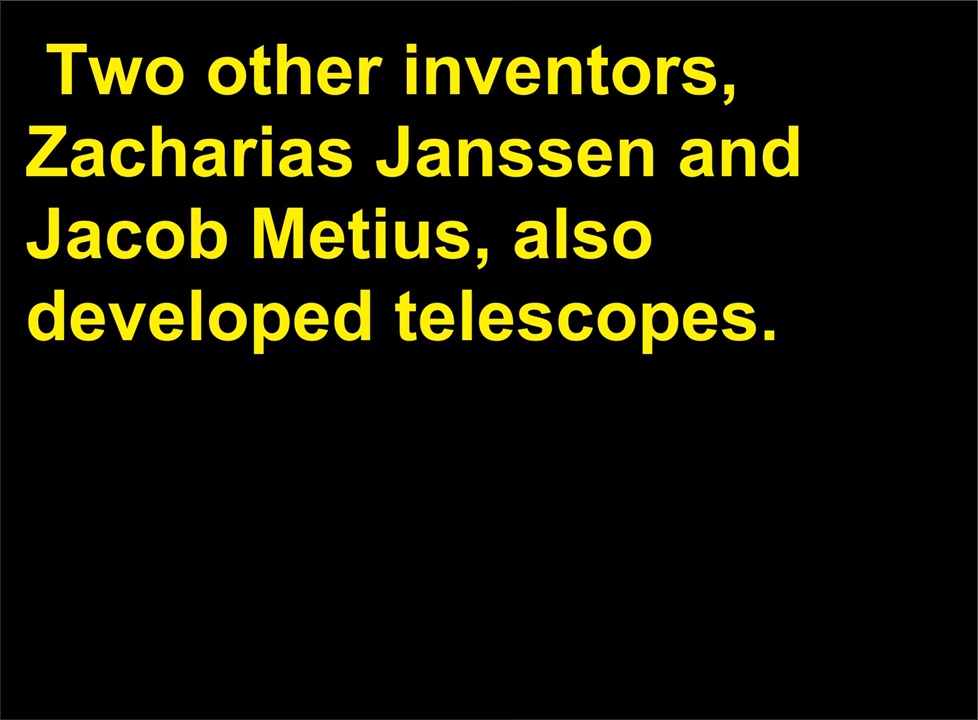 Two other inventors,
Zacharias Janssen and
Jacob Metius, also
developed telescopes.